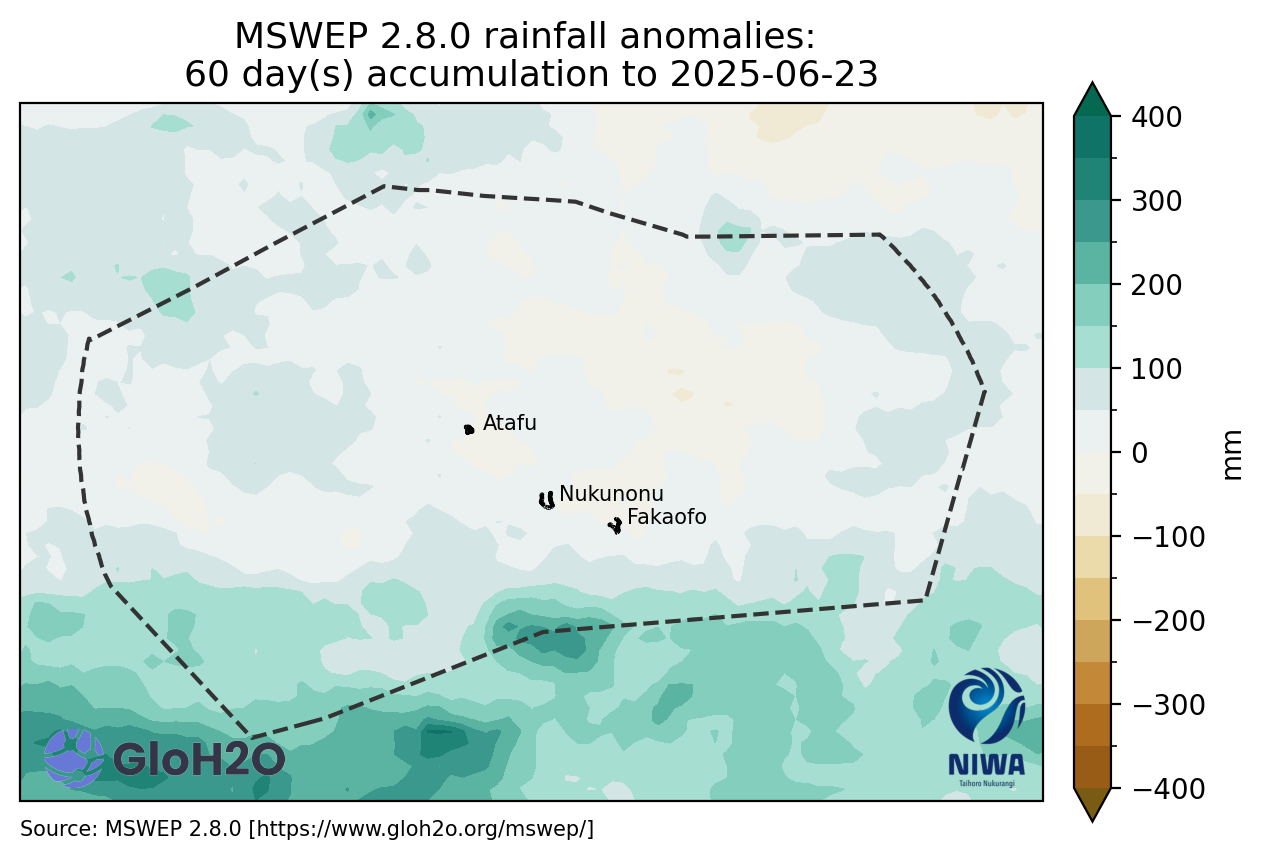 MSWEP 2.8.0 rainfall anomalies:
60 day(s) accumulation to 2025-06-23
400
300
200
100
0
−100
−200
−300
−400
mm
Atafu
Nukunonu
Fakaofo
GloH2O
NIWA
Taihoro Nukurangi
Source: MSWEP 2.8.0 [https://www.gloh2o.org/mswep/]